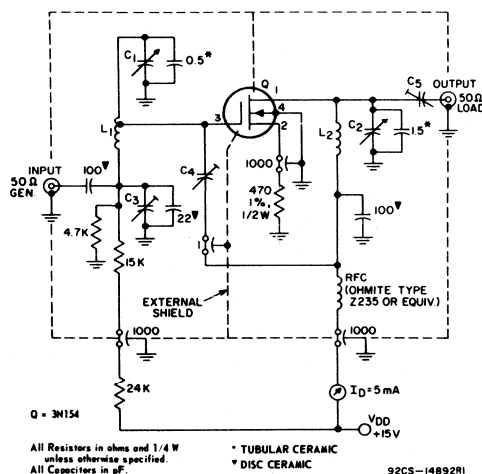 C1
0.5*
Q
1
3
4
2
L1
C4
1000
470
1%,
1/2W
L2
C2
1.5*
C5
OUTPUT
50Ω
LOAD
INPUT
50Ω
GEN.
100▼
C3
22▼
4.7K
15K
1
100▼
EXTERNAL
SHIELD
RFC
(OHMITE TYPE
Z235 OR EQUIV.)
1000
1000
24K
ID=5mA
VDD
+15V
Q = 3N154
All Resistors in ohms and 1/4 W
unless otherwise specified.
All Capacitors in pF.
* TUBULAR CERAMIC
▼ DISC CERAMIC
92CS-14892R1